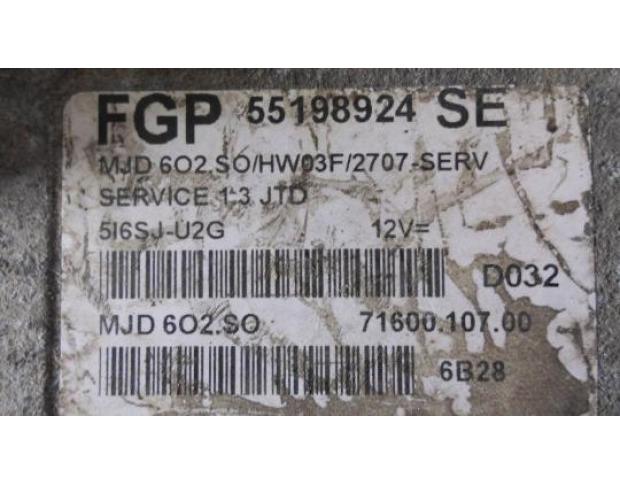 FGP 55198924 SE
MJD 6O2.SO/HW03F/2707-SERV
SERVICE 1.3 JTD
5I6SJ-U2G 12V=
D032
MJD 6O2.SO 71600.107.00
6B28